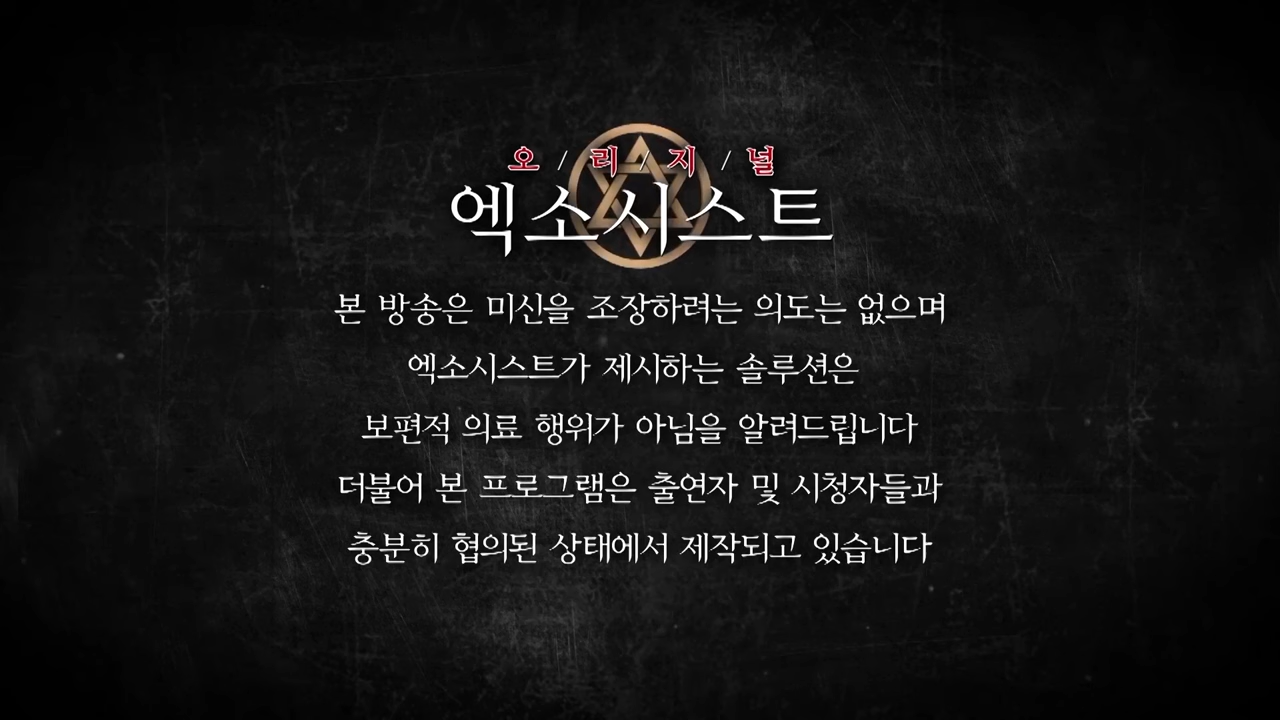 오/리/지/널
엑소시스트
본 방송은 미신을 조장하려는 의도는 없으며
엑소시스트가 제시하는 솔루션은
보편적 의료 행위가 아님을 알려드립니다
더불어 본 프로그램은 출연자 및 시청자들과
충분히 협의된 상태에서 제작되고 있습니다